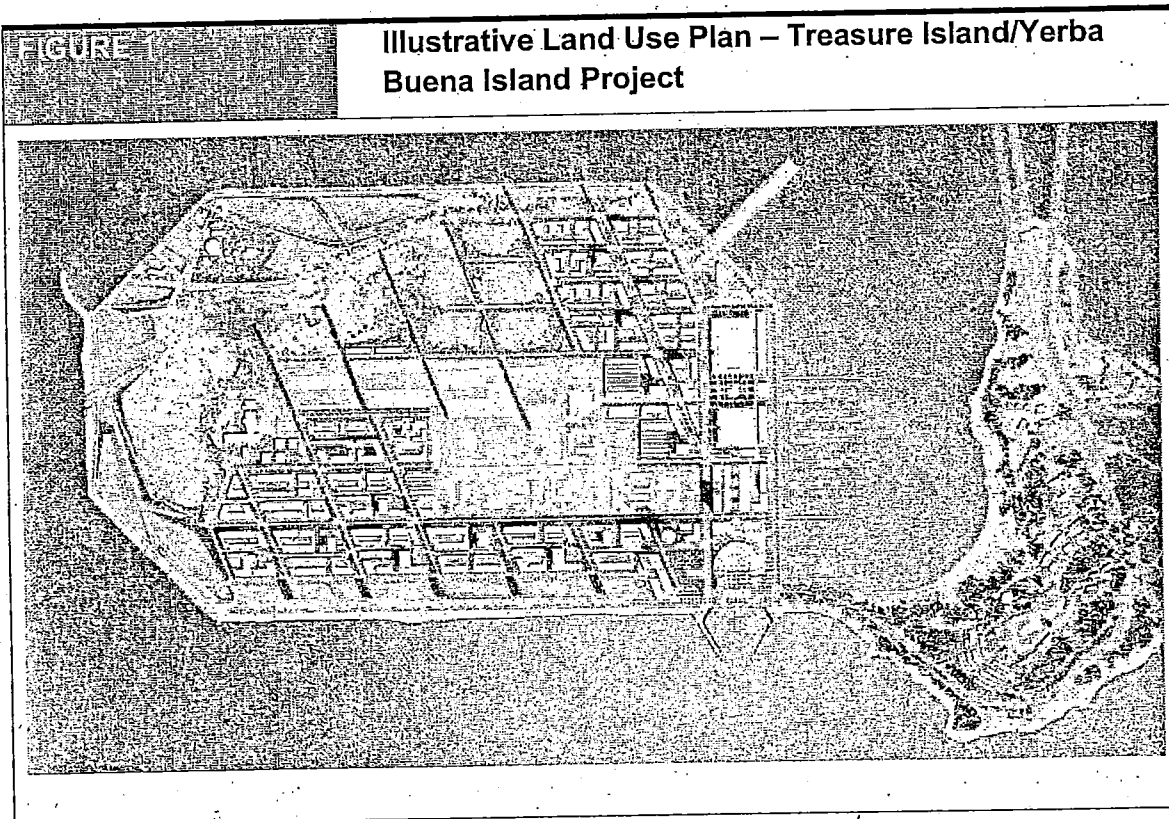 FIGURE 1
Illustrative Land Use Plan – Treasure Island/Yerba
Buena Island Project